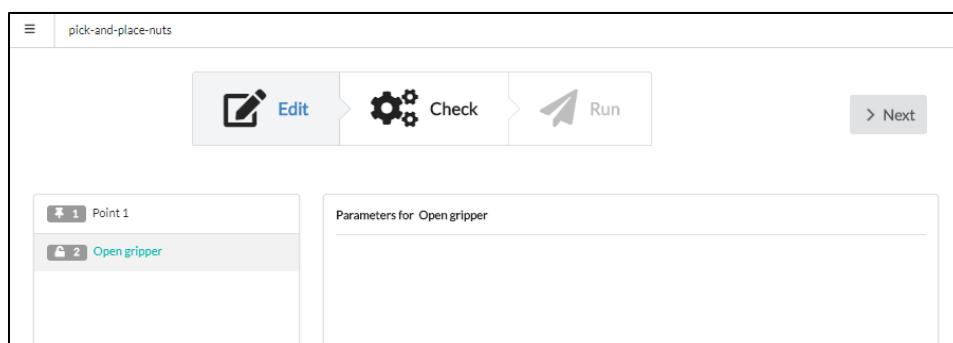 pick-and-place-nuts
Edit
Check
Run
Next
1 Point 1
Parameters for Open gripper
2 Open gripper